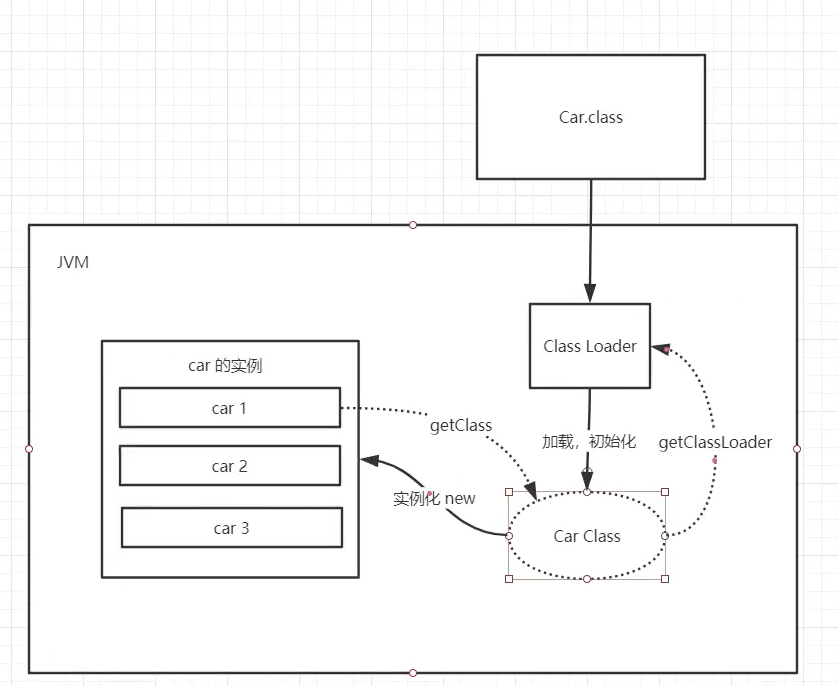 Car.class
JVM
Class Loader
car 的实例
car 1
getClass
加载，初始化
getClassLoader
car 2
实例化 new
car 3
Car Class